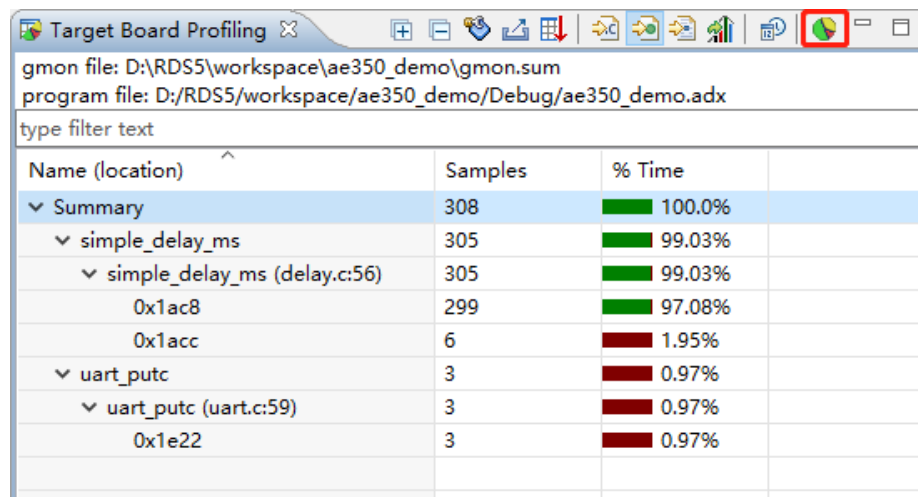 Target Board Profiling
gmon file: D:\RDS5\workspace\ae350_demo\gmon.sum
program file: D:/RDS5/workspace/ae350_demo/Debug/ae350_demo.adx
type filter text
Name (location) Samples % Time
Summary 308 100.0%
simple_delay_ms 305 99.03%
simple_delay_ms (delay.c:56) 305 99.03%
0x1ac8 299 97.08%
0x1acc 6 1.95%
uart_putc 3 0.97%
uart_putc (uart.c:59) 3 0.97%
0x1e22 3 0.97%